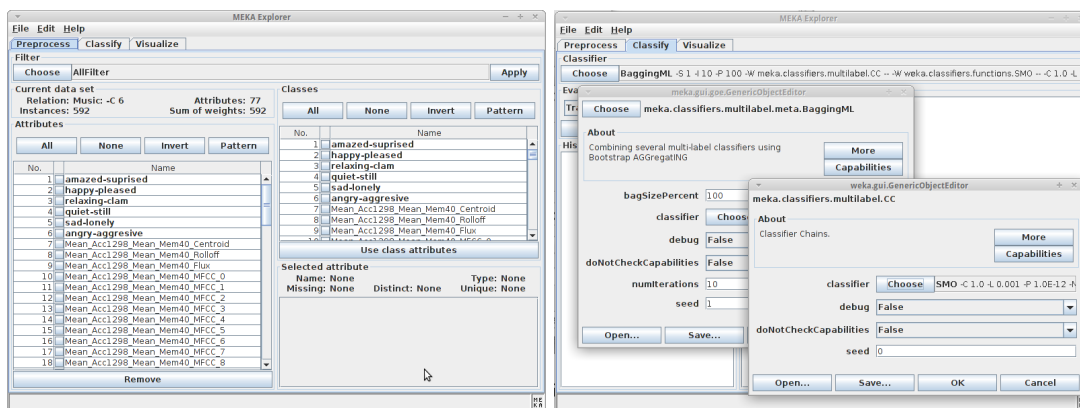 MEKA Explorer
File Edit Help
Preprocess Classify Visualize
Filter
Choose AllFilter Apply
Current data set
Relation: Music: -C 6 Attributes: 77
Instances: 592 Sum of weights: 592
Attributes
All None Invert Pattern
No. Name
1 amazed-suprised
2 happy-pleased
3 relaxing-clam
4 quiet-still
5 sad-lonely
6 angry-aggresive
7 Mean_Acc1298_Mean_Mem40_Centroid
8 Mean_Acc1298_Mean_Mem40_Rolloff
9 Mean_Acc1298_Mean_Mem40_Flux
10 Mean_Acc1298_Mean_Mem40_MFCC_0
11 Mean_Acc1298_Mean_Mem40_MFCC_1
12 Mean_Acc1298_Mean_Mem40_MFCC_2
13 Mean_Acc1298_Mean_Mem40_MFCC_3
14 Mean_Acc1298_Mean_Mem40_MFCC_4
15 Mean_Acc1298_Mean_Mem40_MFCC_5
16 Mean_Acc1298_Mean_Mem40_MFCC_6
17 Mean_Acc1298_Mean_Mem40_MFCC_7
18 Mean_Acc1298_Mean_Mem40_MFCC_8
Remove
Classes
All None Invert Pattern
No. Name
1 amazed-suprised
2 happy-pleased
3 relaxing-clam
4 quiet-still
5 sad-lonely
6 angry-aggresive
7 Mean_Acc1298_Mean_Mem40_Centroid
8 Mean_Acc1298_Mean_Mem40_Rolloff
9 Mean_Acc1298_Mean_Mem40_Flux
Use class attributes
Selected attribute
Name: None Type: None
Missing: None Distinct: None Unique: None
MEKA
MEKA Explorer
File Edit Help
Preprocess Classify Visualize
Classifier
Choose BaggingML -S 1 -I 10 -P 100 -W meka.classifiers.multilabel.CC -- -W weka.classifiers.functions.SMO -- -C 1.0 -L
meka.gui.goe.GenericObjectEditor
Choose meka.classifiers.multilabel.meta.BaggingML
About
Combining several multi-label classifiers using
Bootstrap AGGregatING
More
Capabilities
bagSizePercent 100
classifier Choos
debug False
doNotCheckCapabilities False
numIterations 10
seed 1
Open... Save...
weka.gui.GenericObjectEditor
meka.classifiers.multilabel.CC
About
Classifier Chains.
More
Capabilities
classifier Choose SMO -C 1.0 -L 0.001 -P 1.0E-12 -N
debug False
doNotCheckCapabilities False
seed 0
Open... Save... OK Cancel